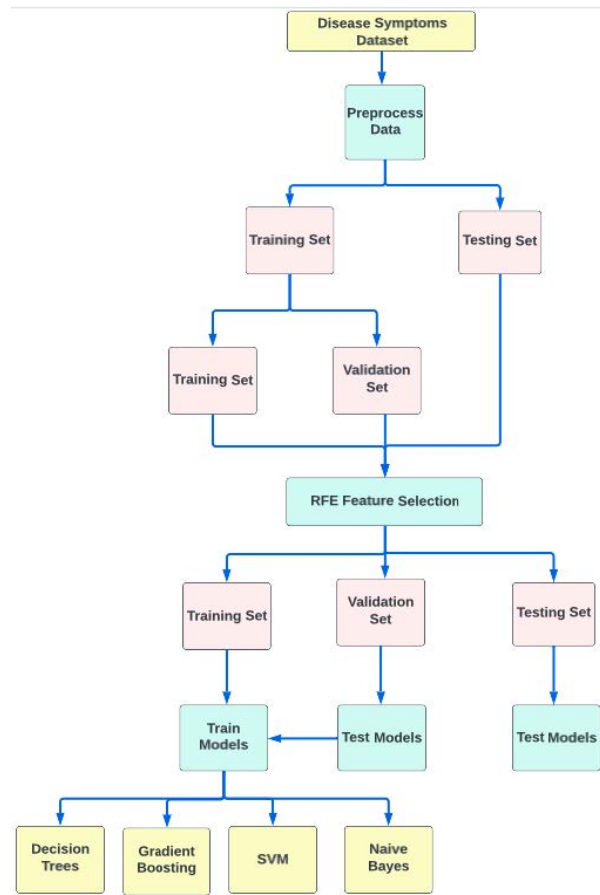 Disease Symptoms
Dataset
Preprocess
Data
Training Set
Testing Set
Training Set
Validation
Set
RFE Feature Selection
Training Set
Validation
Set
Testing Set
Train
Models
Test Models
Test Models
Decision
Trees
Gradient
Boosting
SVM
Naive
Bayes